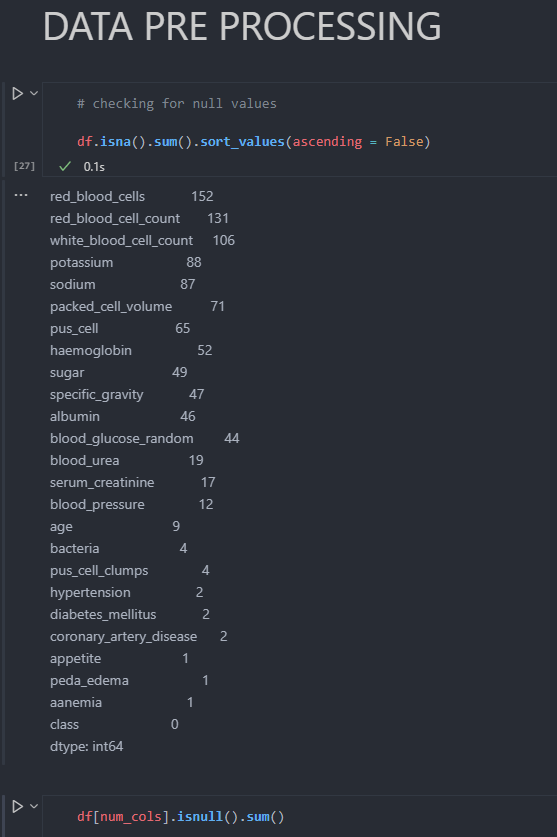 DATA PRE PROCESSING
# checking for null values
df.isna().sum().sort_values(ascending = False)
[27] ✓ 0.1s
... red_blood_cells 152
red_blood_cell_count 131
white_blood_cell_count 106
potassium 88
sodium 87
packed_cell_volume 71
pus_cell 65
haemoglobin 52
sugar 49
specific_gravity 47
albumin 46
blood_glucose_random 44
blood_urea 19
serum_creatinine 17
blood_pressure 12
age 9
bacteria 4
pus_cell_clumps 4
hypertension 2
diabetes_mellitus 2
coronary_artery_disease 2
appetite 1
peda_edema 1
aanemia 1
class 0
dtype: int64
df[num_cols].isnull().sum()